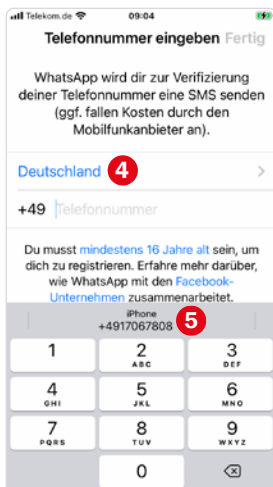 Telekom.de 09:04
Telefonnummer eingeben Fertig
WhatsApp wird dir zur Verifizierung
deiner Telefonnummer eine SMS senden
(ggf. fallen Kosten durch den
Mobilfunkanbieter an).
Deutschland 4
+49 Telefonnummer
Du musst mindestens 16 Jahre alt sein, um
dich zu registrieren. Erfahre mehr darüber,
wie WhatsApp mit den Facebook-
Unternehmen zusammenarbeitet.
iPhone
+4917067808 5
1 2 3
ABC DEF
4 5 6
GHI JKL MNO
7 8 9
PQRS TUV WXYZ
0